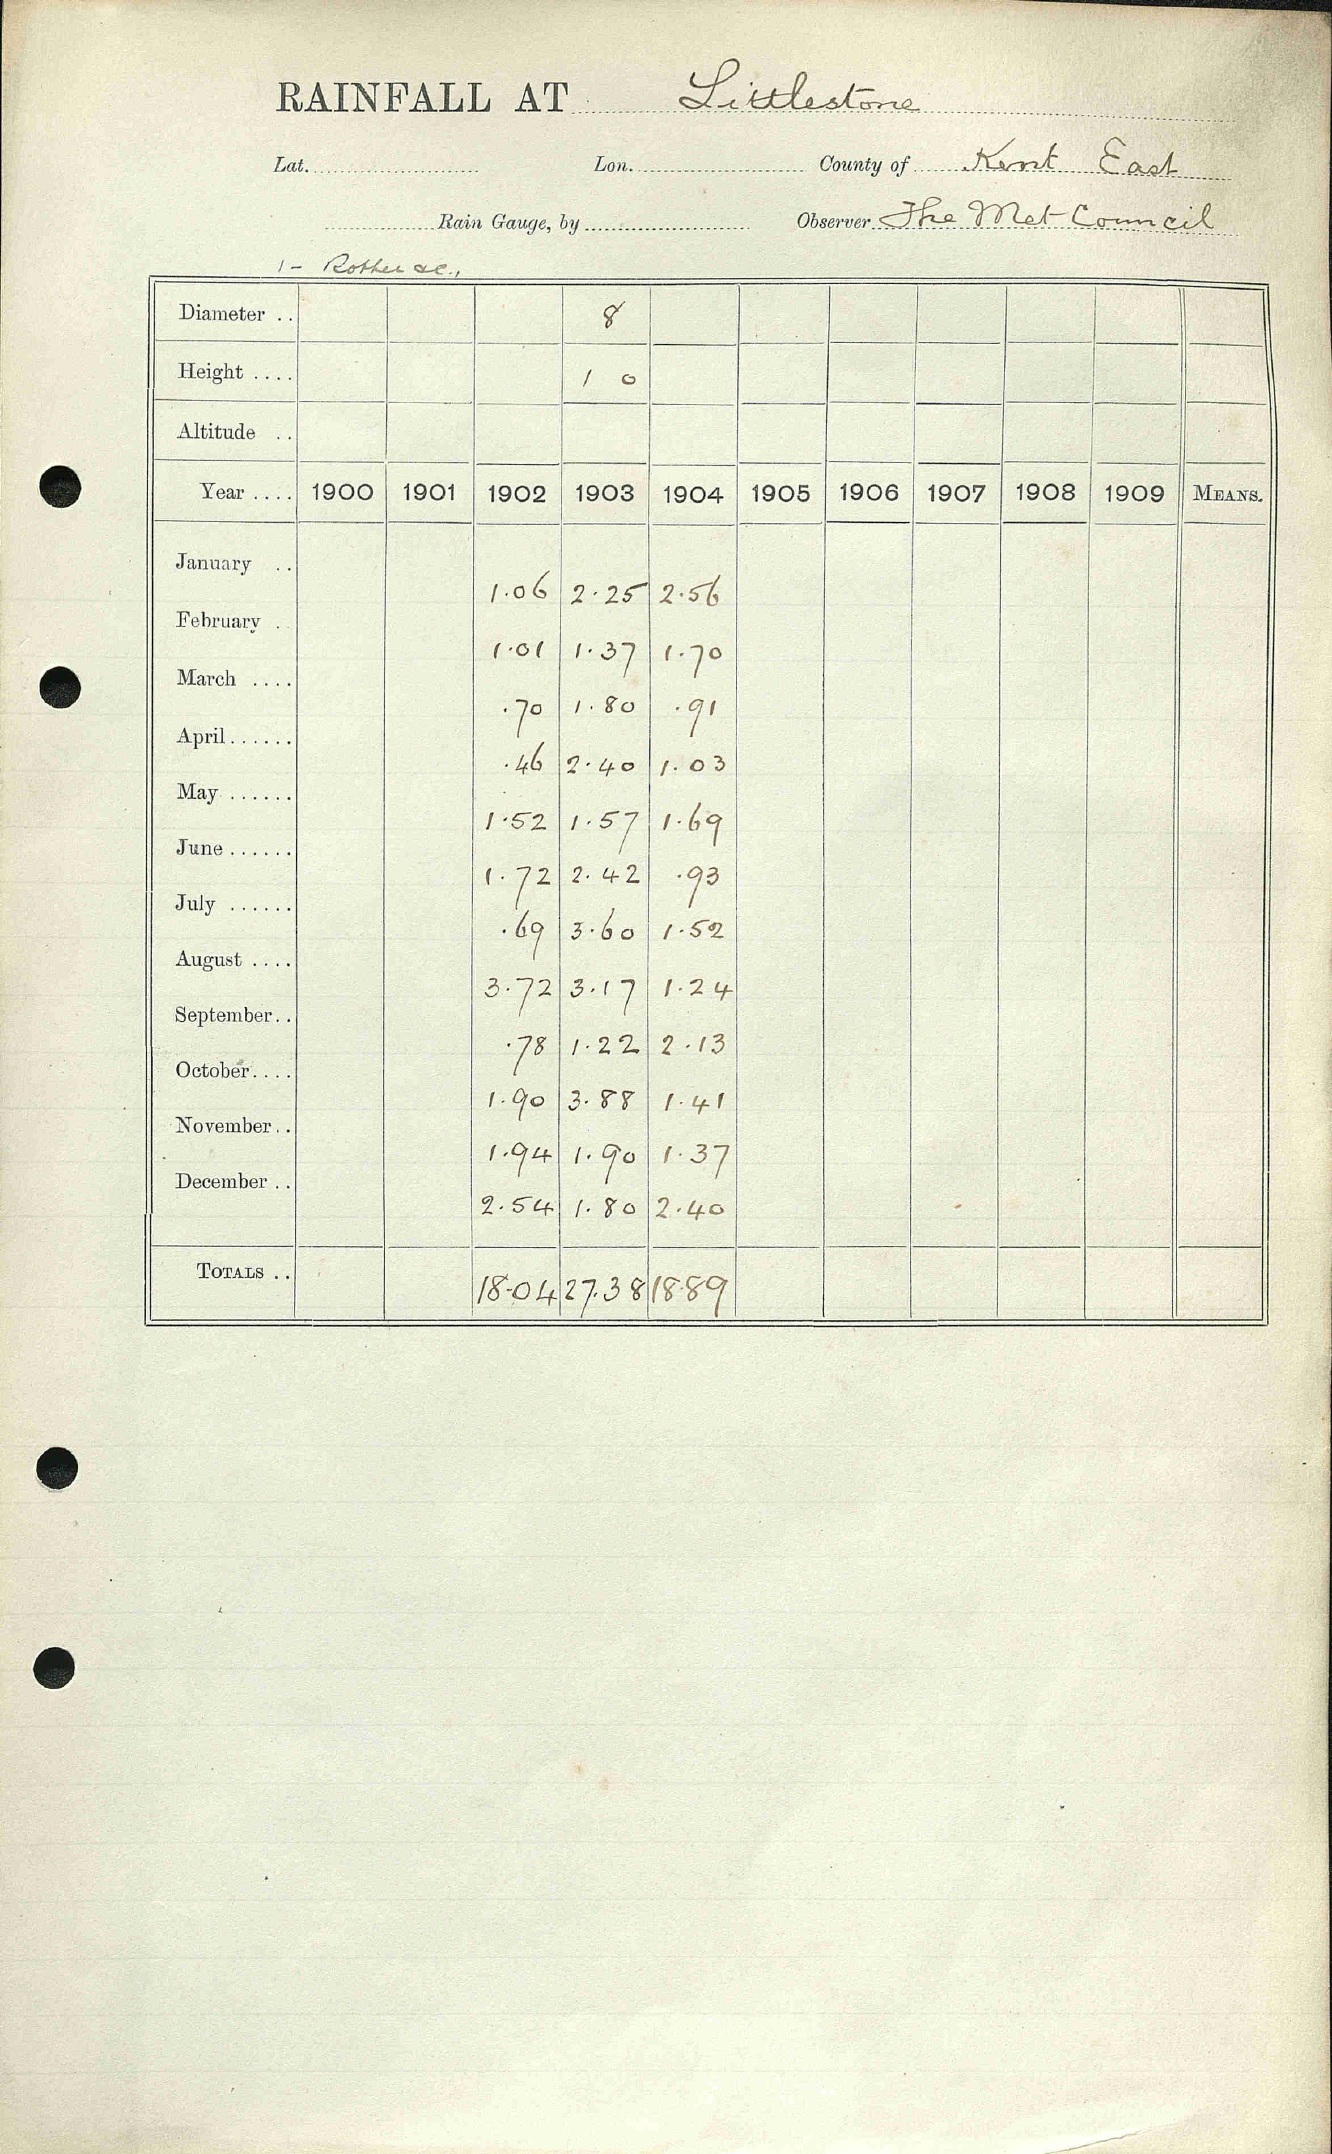 RAINFALL AT Littlestone
Lat. Lon. County of Kent East
Rain Gauge, by Observer The Met Council
1 - Rother &c.,
Diameter .. 8
Height .... 1 0
Altitude ..
Year .... 1900 1901 1902 1903 1904 1905 1906 1907 1908 1909 MEANS.
January ..
1.06 2.25 2.56
February .
1.01 1.37 1.70
March ....
.70 1.80 .91
April......
.46 2.40 1.03
May ......
1.52 1.57 1.69
June ......
1.72 2.42 .93
July ......
.69 3.60 1.52
August ....
3.72 3.17 1.24
September..
.78 1.22 2.13
October....
1.90 3.88 1.41
November..
1.94 1.90 1.37
December ..
2.54 1.80 2.40
TOTALS ..
18.04 27.38 18.89